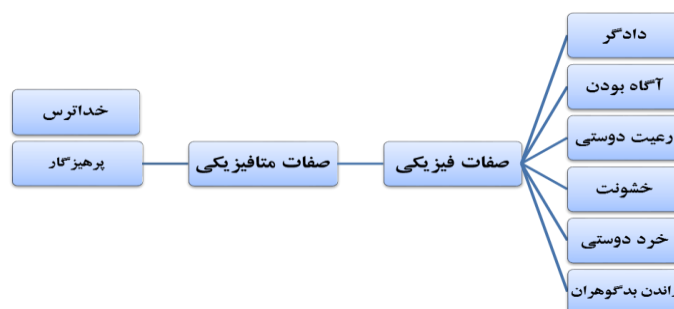 دادگر
آگاه بودن
رعیت دوستی
خشونت
خرد دوستی
راندن بدگوهران
صفات فیزیکی
صفات متافیزیکی
خداترس
پرهیزگار